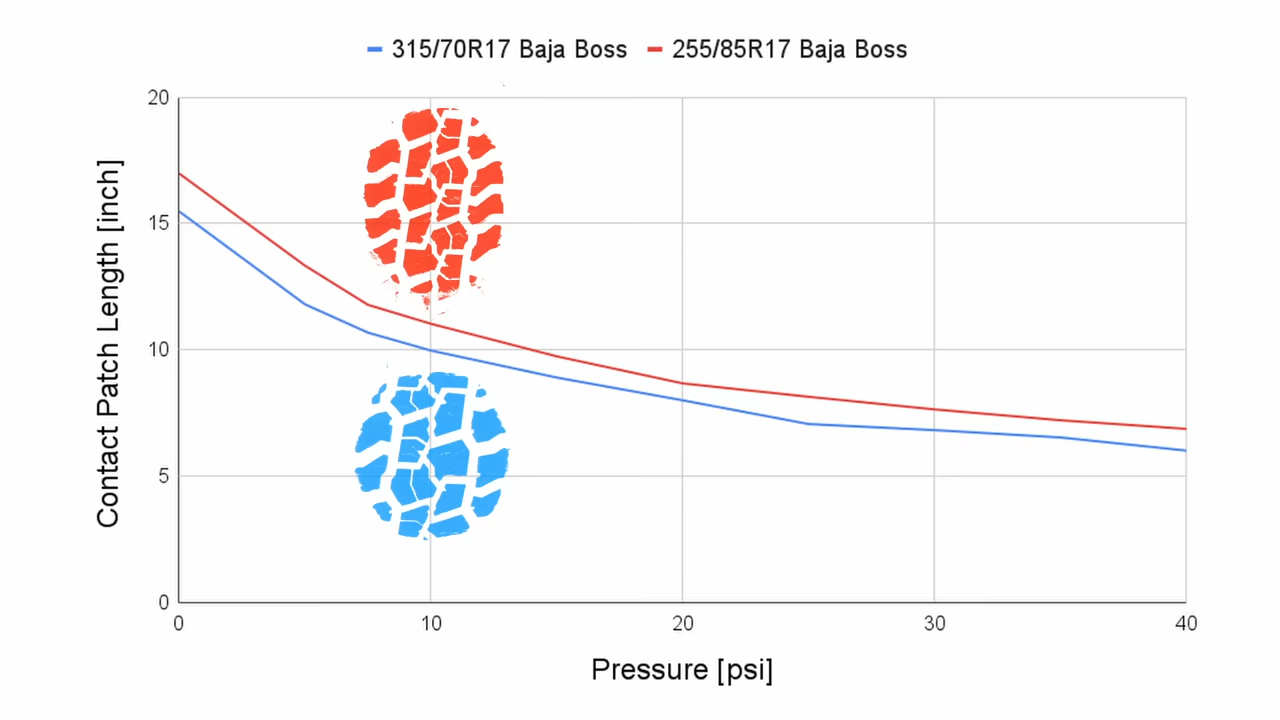 315/70R17 Baja Boss 255/85R17 Baja Boss
20
15
10
5
0
Contact Patch Length [inch]
0 10 20 30 40
Pressure [psi]